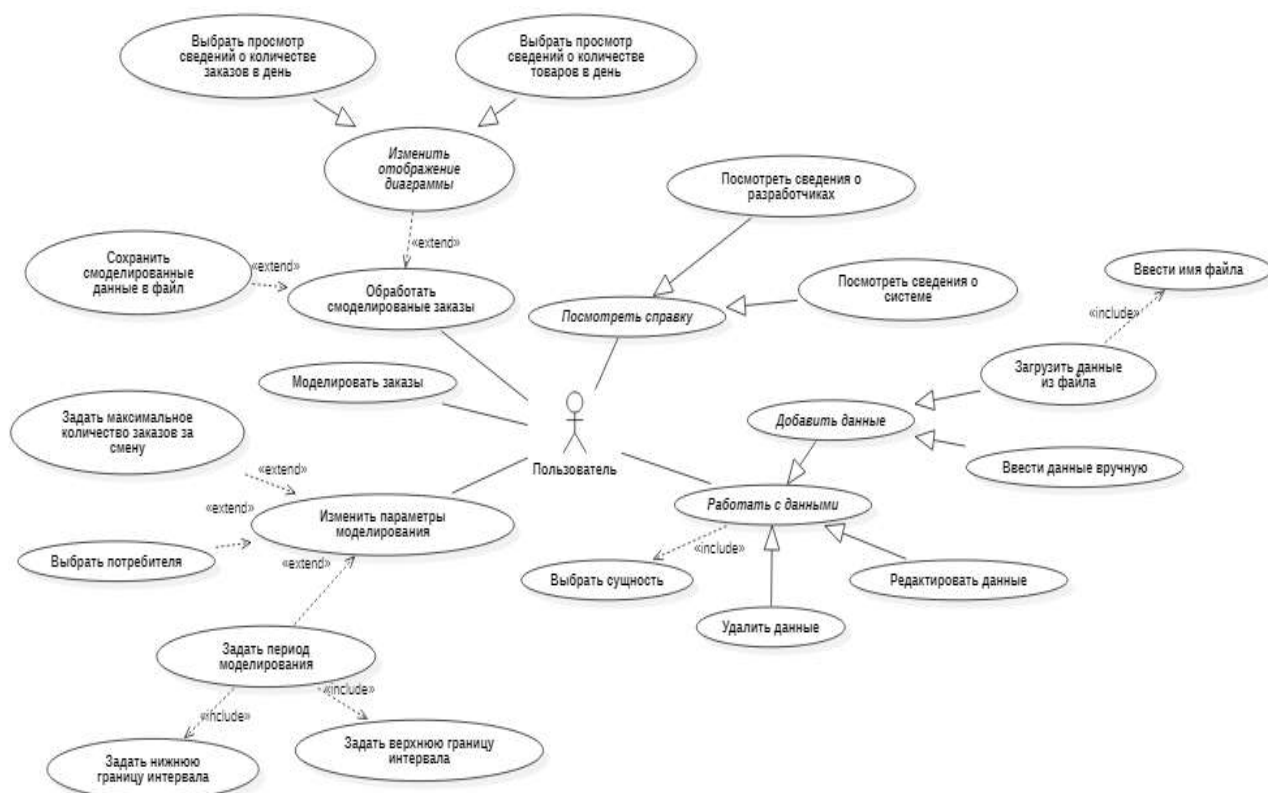 Выбрать просмотр
сведений о количестве
заказов в день
Выбрать просмотр
сведений о количестве
товаров в день
Изменить
отображение
диаграммы
Посмотреть сведения о
разработчиках
«extend»
Сохранить
смоделированные
данные в файл
«extend»
Обработать
смоделированые заказы
Посмотреть сведения о
системе
Ввести имя файла
Посмотреть справку
«include»
Моделировать заказы
Загрузить данные
из файла
Задать максимальное
количество заказов за
смену
Добавить данные
«extend»
Пользователь
Ввести данные вручную
«extend»
Изменить параметры
моделирования
Работать с данными
«extend»
«include»
Выбрать потребителя
Выбрать сущность
Редактировать данные
Удалить данные
Задать период
моделирования
«include»
«include»
Задать нижнюю
границу интервала
Задать верхнюю границу
интервала